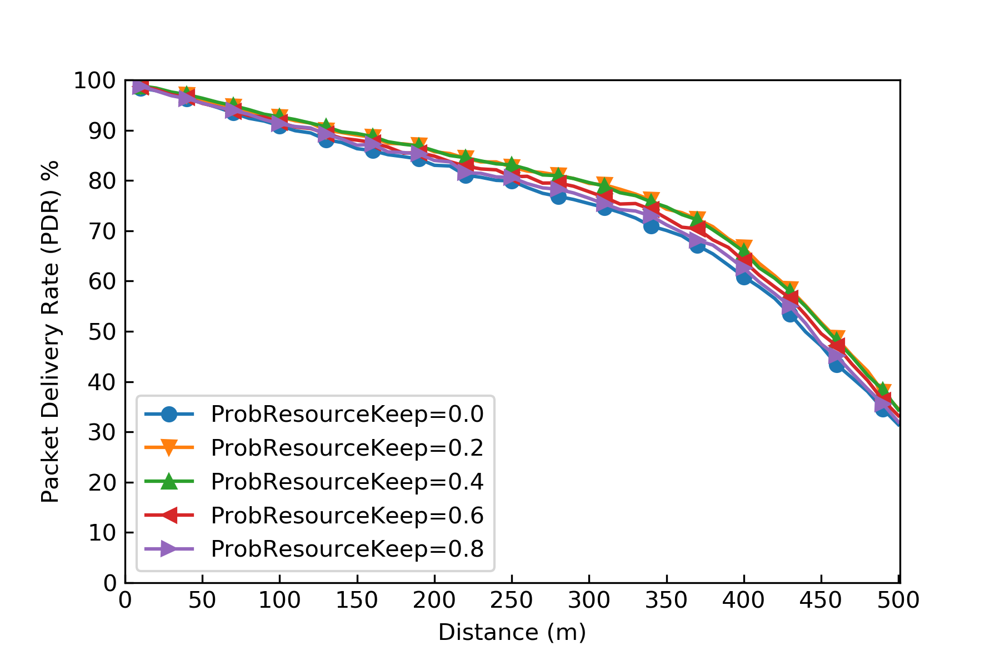 100
90
80
70
60
50
40
30
20
10
0
Packet Delivery Rate (PDR) %
ProbResourceKeep=0.0
ProbResourceKeep=0.2
ProbResourceKeep=0.4
ProbResourceKeep=0.6
ProbResourceKeep=0.8
0 50 100 150 200 250 300 350 400 450 500
Distance (m)